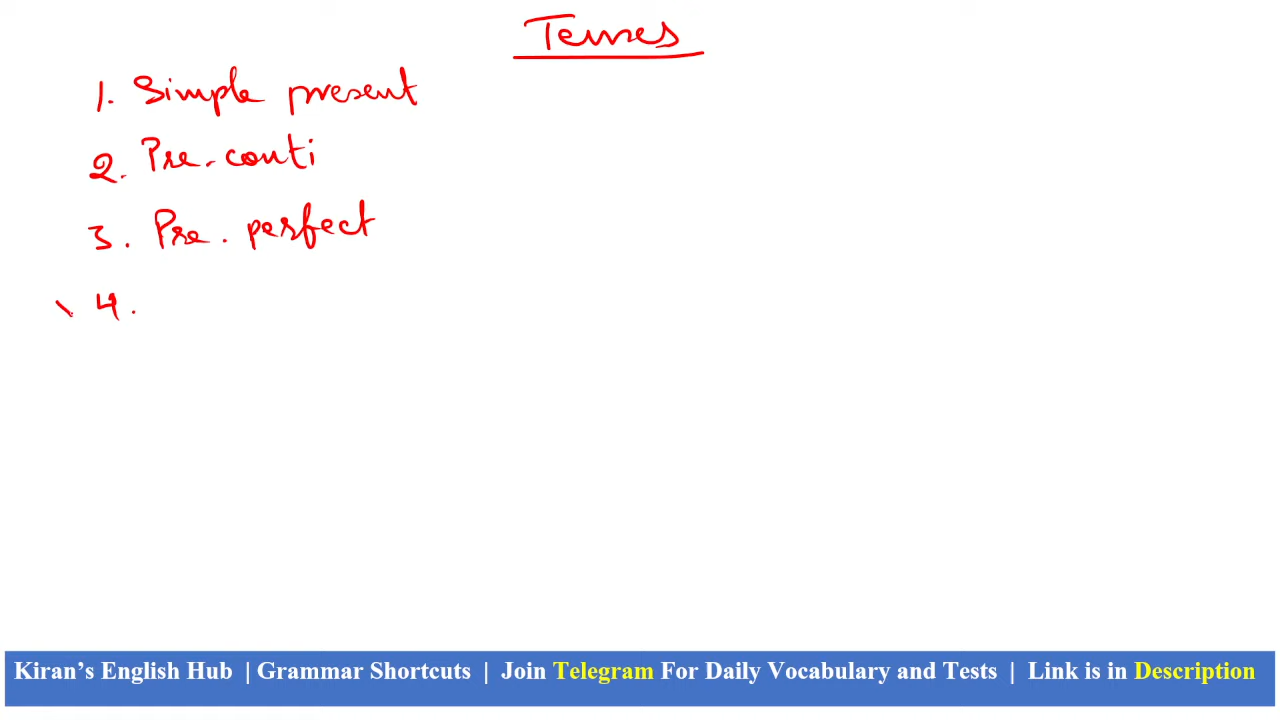 Tenses
1. Simple present
2. Pre. conti
3. Pre. perfect
4.
Kiran's English Hub | Grammar Shortcuts | Join Telegram For Daily Vocabulary and Tests | Link is in Description